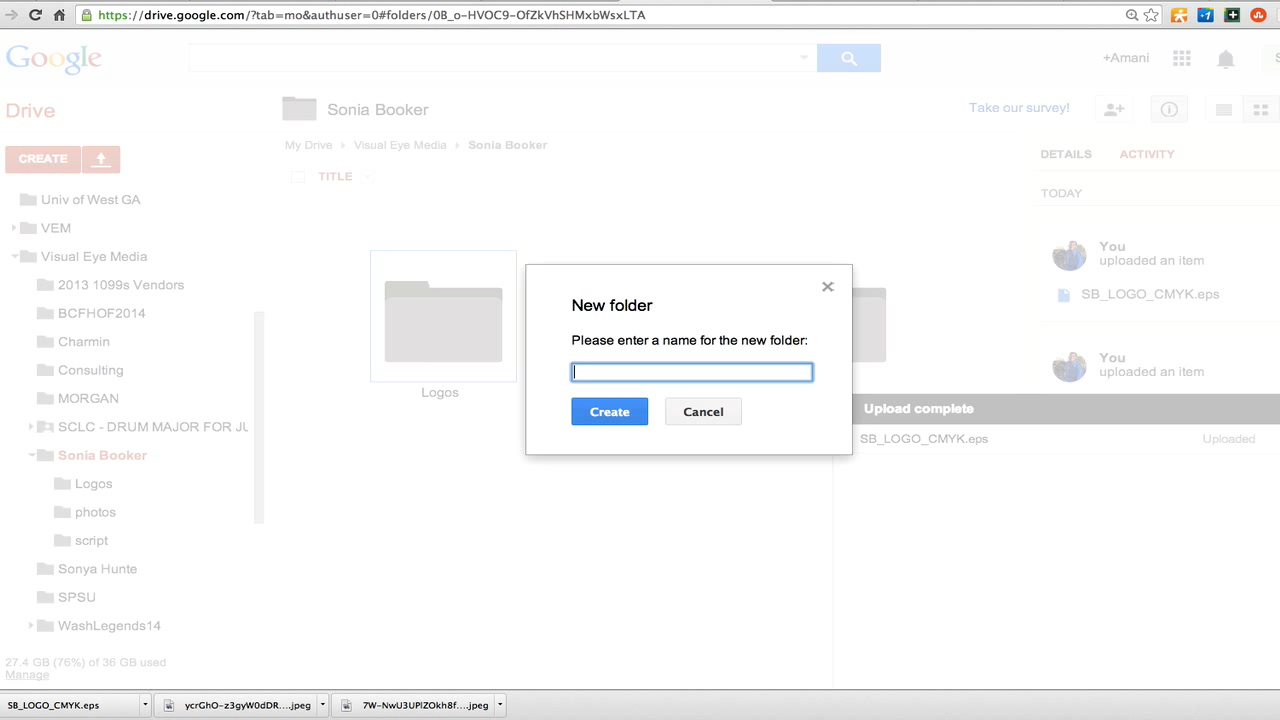 https://drive.google.com/?tab=mo&authuser=0#folders/0B_o-HVOC9-OfZkVhSHMxbWsxLTA
Google
+Amani
Drive
Sonia Booker
Take our survey!
CREATE
My Drive
Visual Eye Media
Sonia Booker
DETAILS
ACTIVITY
TITLE
TODAY
Univ of West GA
VEM
Visual Eye Media
2013 1099s Vendors
BCFHOF2014
Charmin
Consulting
MORGAN
SCLC - DRUM MAJOR FOR JU
Sonia Booker
Logos
photos
script
Sonya Hunte
SPSU
WashLegends14
27.4 GB (76%) of 36 GB used
Manage
Logos
New folder
Please enter a name for the new folder:
Create
Cancel
You
uploaded an item
SB_LOGO_CMYK.eps
You
uploaded an item
Upload complete
SB_LOGO_CMYK.eps
Uploaded
SB_LOGO_CMYK.eps
ycrGhO-z3gyW0dDR....jpeg
7W-NwU3UPlZOkh8f....jpeg